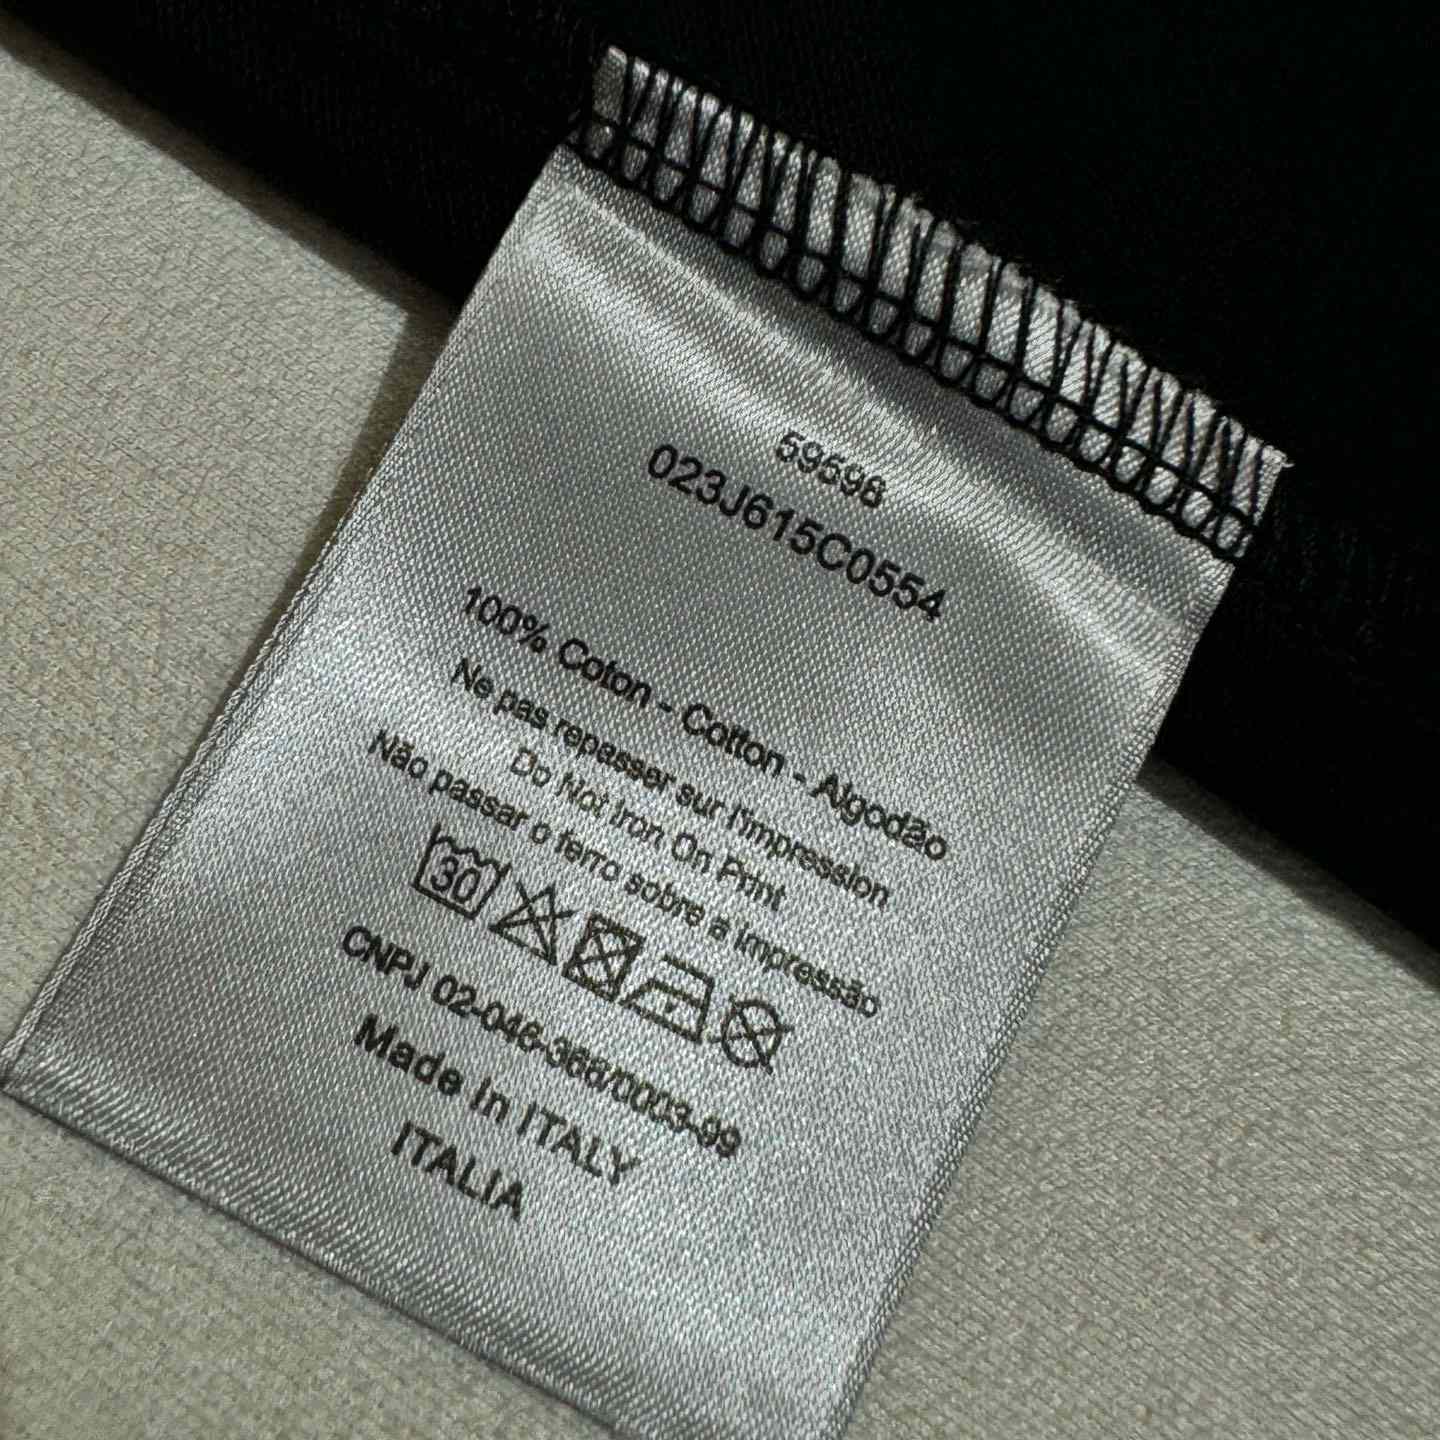 59598
023J615C0554
100% Coton - Cotton - Algodão
Ne pas repasser sur l'impression
Do Not Iron On Print
Não passar o ferro sobre a impressão
30
CNPJ 02-046-366/0003-99
Made in ITALY
ITALIA